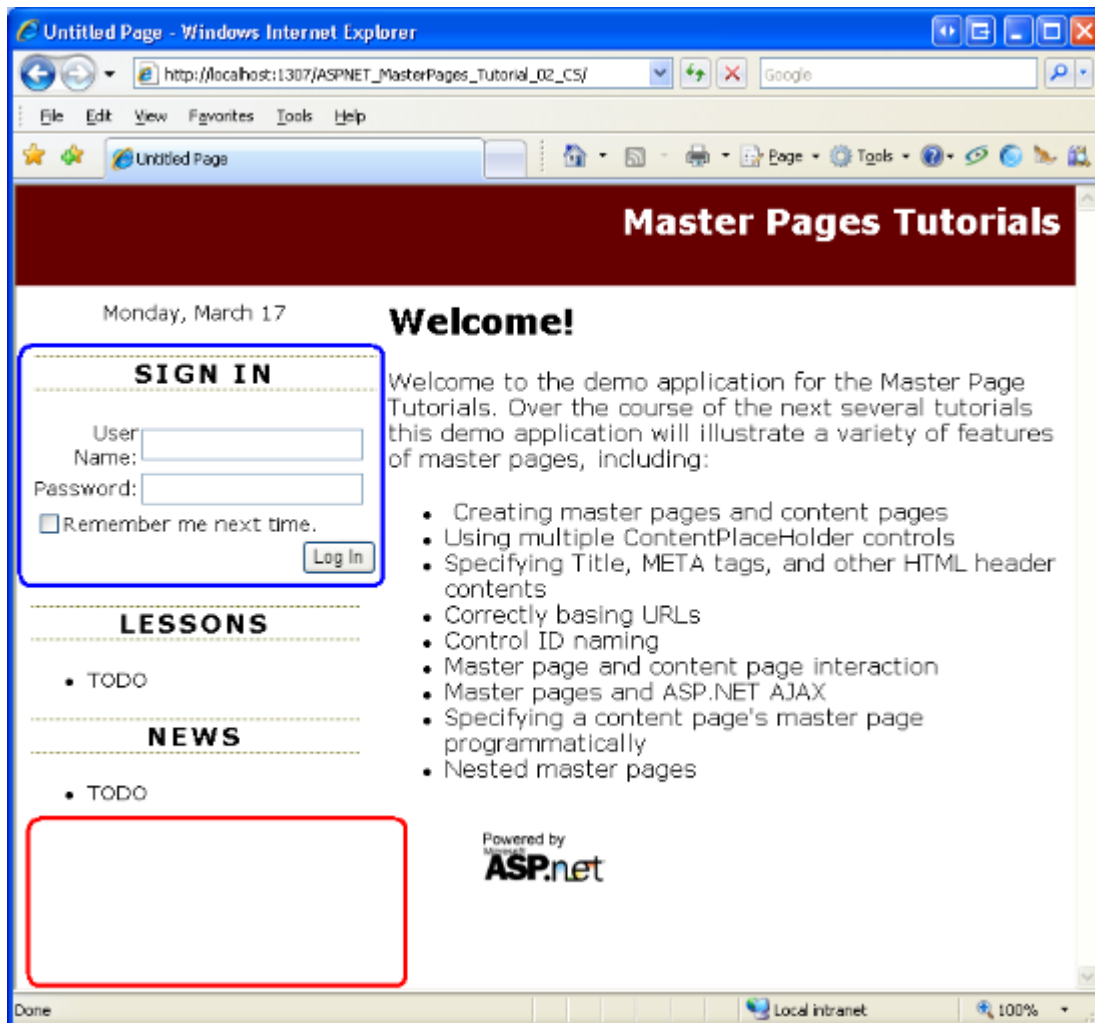 Untitled Page - Windows Internet Explorer
http://localhost:1307/ASPNET_MasterPages_Tutorial_02_CS/
Google
File Edit View Favorites Tools Help
Untitled Page
Page
Tools
Master Pages Tutorials
Monday, March 17
SIGN IN
User
Name:
Password:
Remember me next time.
Log In
LESSONS
TODO
NEWS
TODO
Welcome!
Welcome to the demo application for the Master Page
Tutorials. Over the course of the next several tutorials
this demo application will illustrate a variety of features
of master pages, including:
Creating master pages and content pages
Using multiple ContentPlaceHolder controls
Specifying Title, META tags, and other HTML header
contents
Correctly basing URLs
Control ID naming
Master page and content page interaction
Master pages and ASP.NET AJAX
Specifying a content page's master page
programmatically
Nested master pages
Powered by
Microsoft
ASP.net
Done
Local intranet
100%